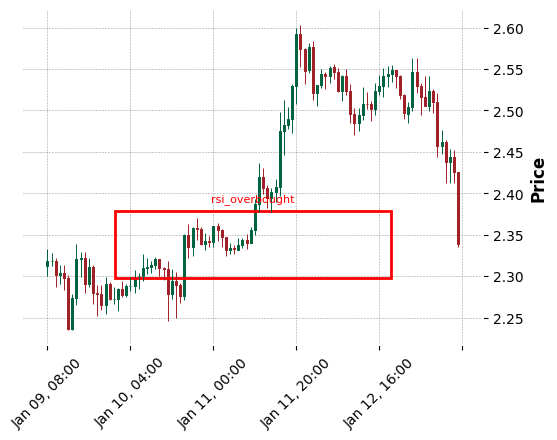 2.60
2.55
2.50
2.45
2.40
2.35
2.30
2.25
Price
rsi_overbought
Jan 09, 08:00
Jan 10, 04:00
Jan 11, 00:00
Jan 11, 20:00
Jan 12, 16:00